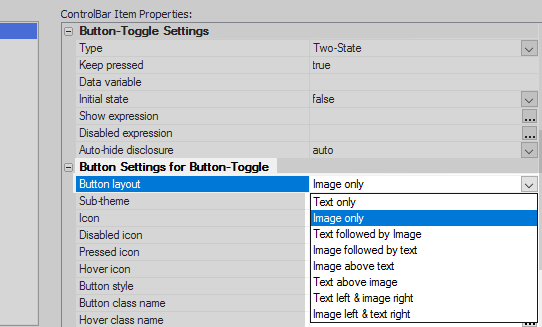 ControlBar Item Properties:
Button-Toggle Settings
Type Two-State
Keep pressed true
Data variable
Initial state false
Show expression ...
Disabled expression ...
Auto-hide disclosure auto
Button Settings for Button-Toggle
Button layout Image only
Sub-theme Text only
Icon Image only
Disabled icon Text followed by Image
Pressed icon Image followed by text
Hover icon Image above text
Button style Text above image
Button class name Text left & image right
Hover class name Image left & text right